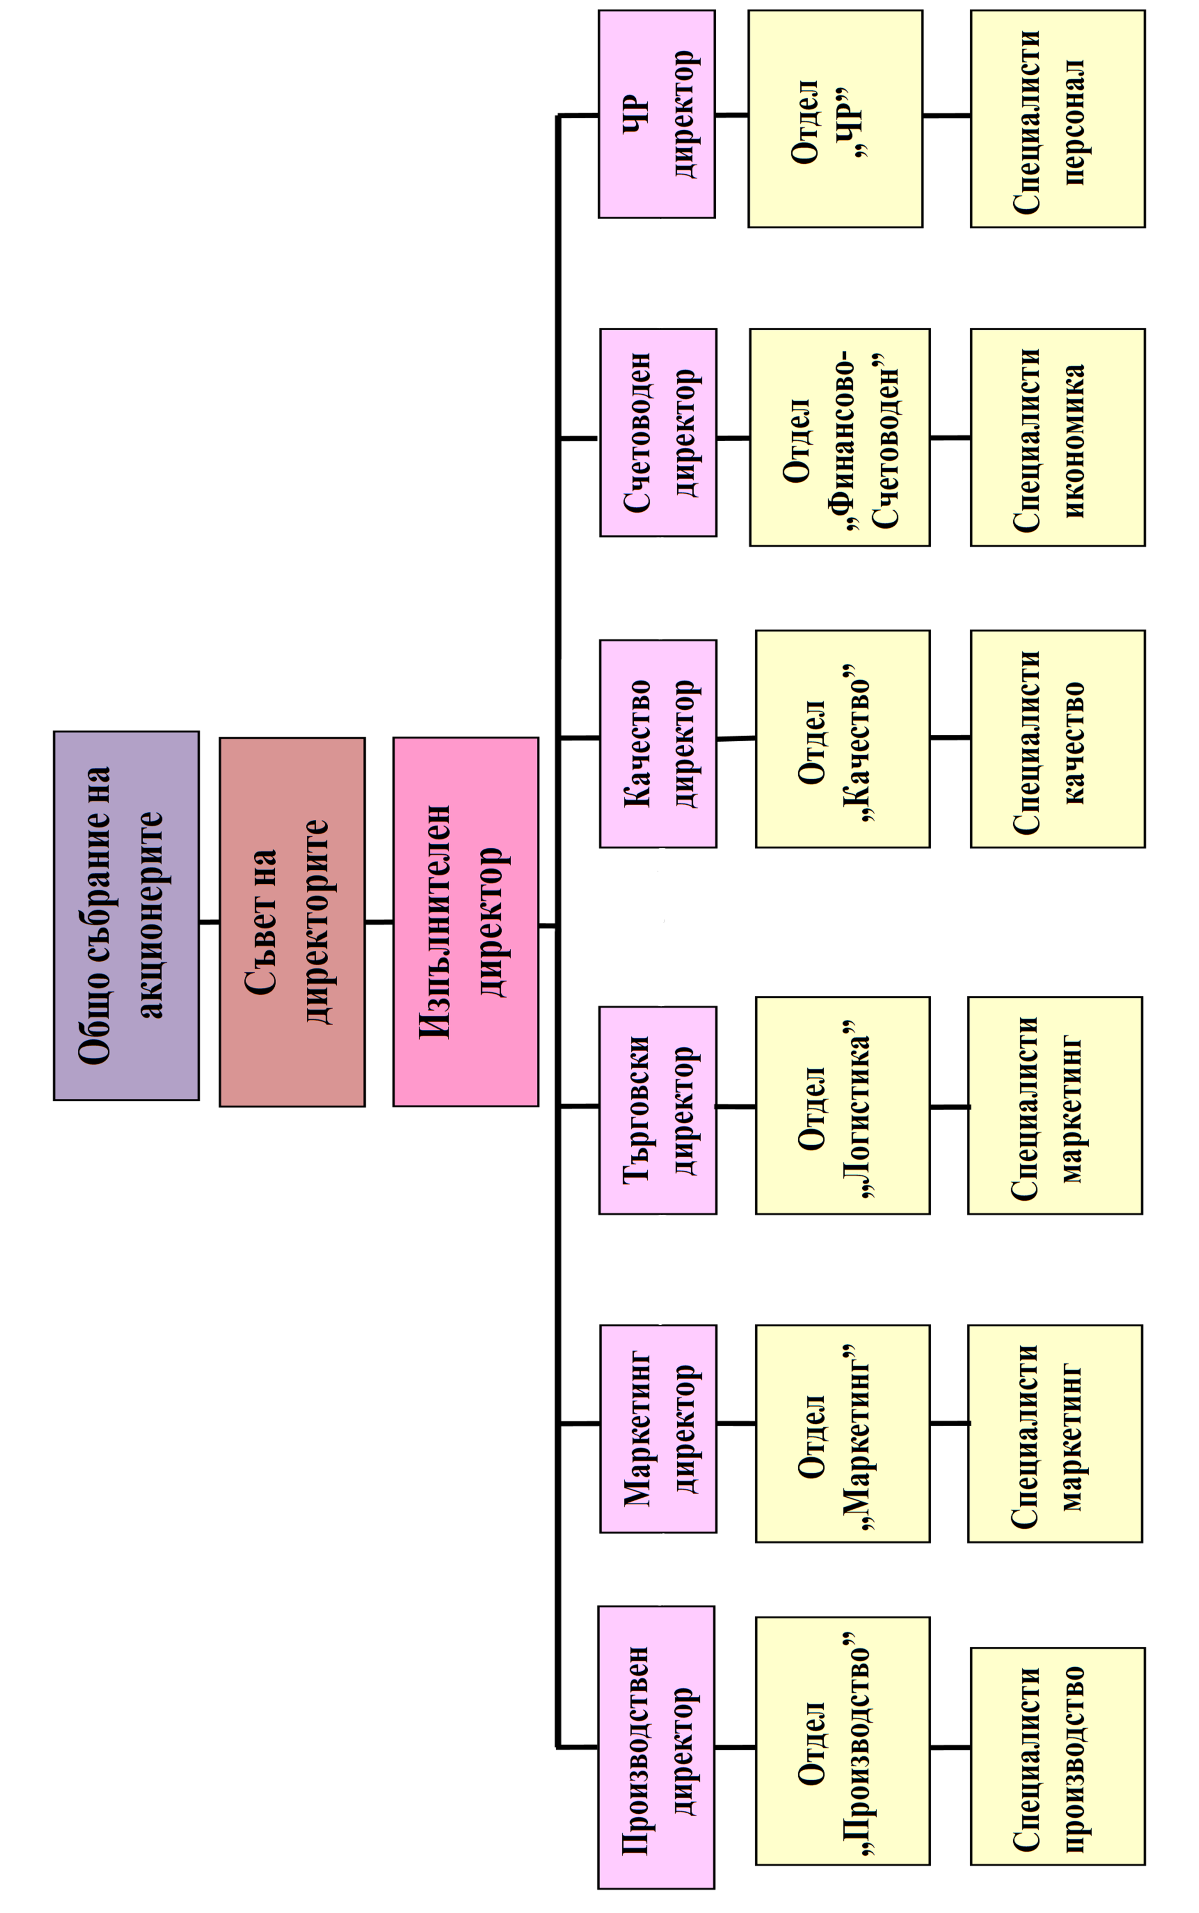 Общо събрание на
акционерите
Съвет на
директорите
Изпълнителен
директор
Производствен
директор
Маркетинг
директор
Търговски
директор
Качество
директор
Счетоводен
директор
ЧР
директор
Отдел
„Производство”
Отдел
„Маркетинг”
Отдел
„Логистика”
Отдел
„Качество”
Отдел
„Финансово-
Счетоводен”
Отдел
„ЧР”
Специалисти
производство
Специалисти
маркетинг
Специалисти
маркетинг
Специалисти
качество
Специалисти
икономика
Специалисти
персонал